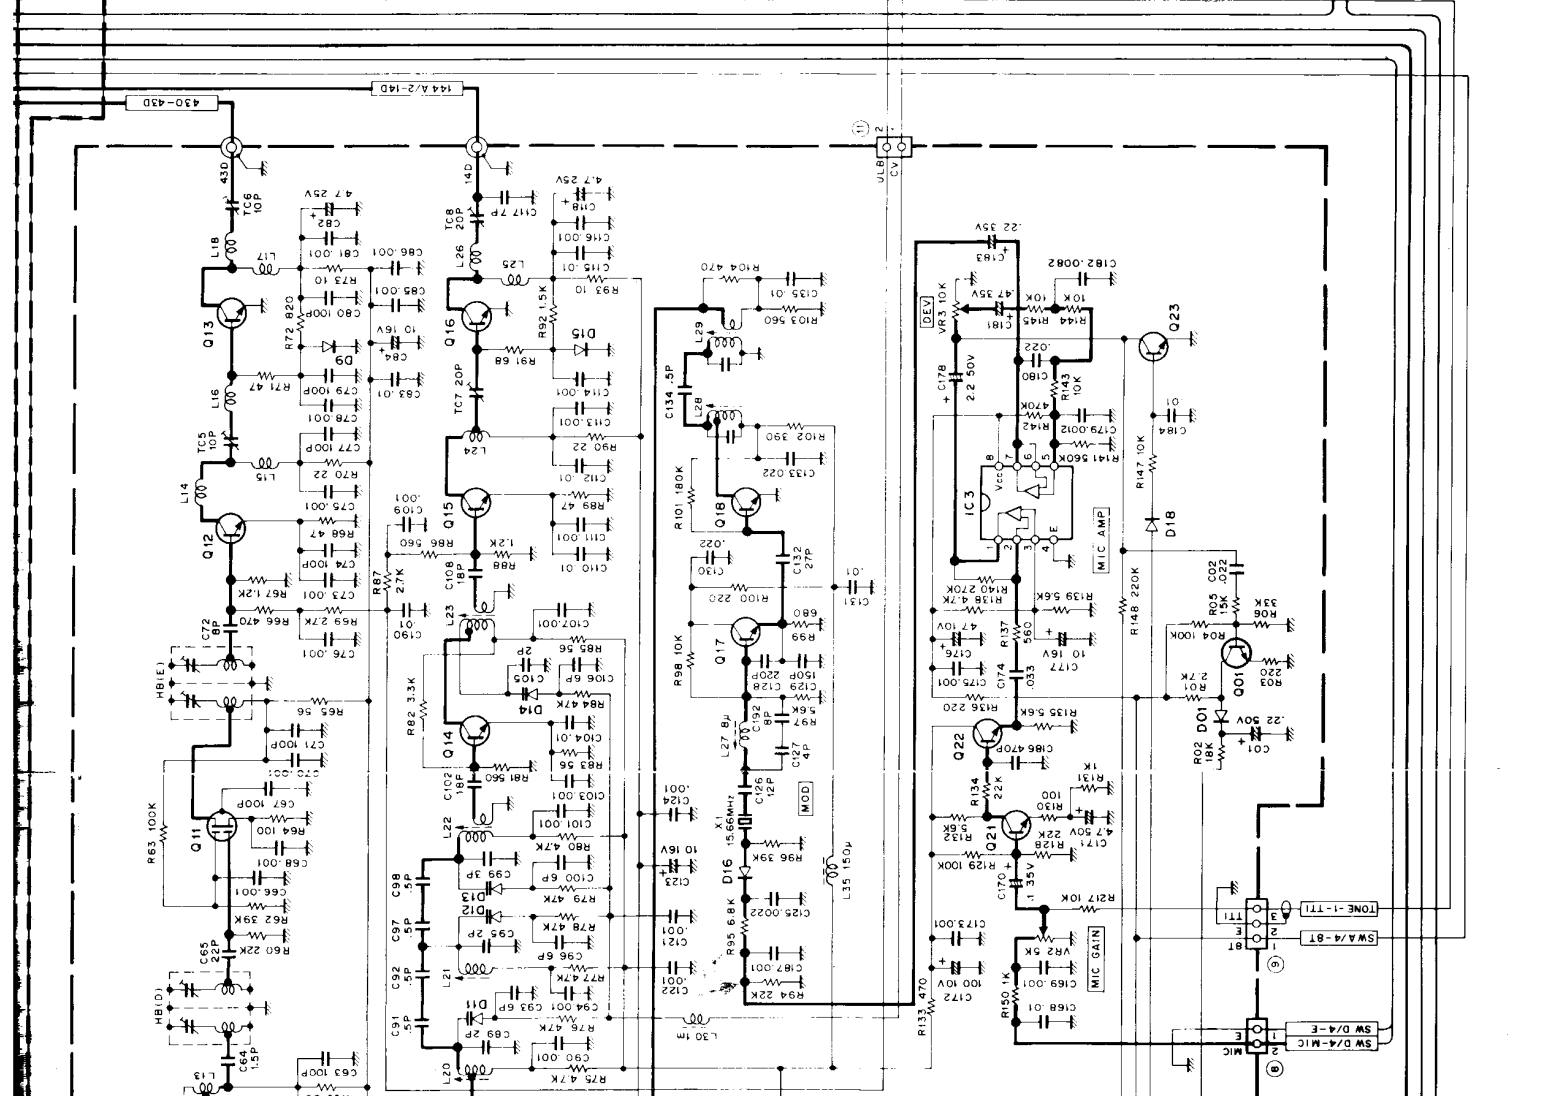 430-43D
144A/2-14D
11
2 1
ULB
CV
43D
TC6
10P
4.7 25V
C82
L18
L17
C81 .001
C86 .001
R73 10
C85 .001
C80 100P
R72 820
10 16V
C84
Q13
D9
C79 100P
C83 .01
R71 47
L16
C78 .001
TC5
10P
C77 100P
R70 22
L15
L14
C75 .001
Q12
R68 47
C74 100P
C73 .001
R67 1.2K
R66 470
R69 2.7K
C72
8P
C76 .001
HB(E)
R65 56
C71 100P
C70 .001
R63 100K
C67 100P
Q11
R64 100
C68 .001
C66 .001
R62 39K
R60 22K
C65
22P
HB(D)
C64
1.5P
L13
C63 100P
14D
C117 7P
TC8
20P
4.7 25V
C118
L26
L25
C116 .001
C115 .01
R93 10
R92 1.5K
Q16
D15
R91 68
C114 .001
TC7 20P
C113 .001
L24
R90 22
C112 .01
Q15
R89 47
C111 .001
C110 .01
.001
C109
R86 560
1.2K
R88
R87
2.7K
C108
18P
.01
C190
L23
C107 .001
R85 56
2P
C105
C106 6P
D14
R84 47K
R82 3.3K
Q14
C104 .01
R83 56
C103 .001
R81 560
C102
18P
L22
C101 .001
R80 4.7K
C98
.5P
C99 3P
C100 6P
D13
R79 47K
D12
C97
.5P
R78 47K
C95 2P
C96 6P
L21
R77 47K
C92
.5P
C94 .001
C93 6P
D11
R76 47K
C91
.5P
C89 2P
C90 .001
L20
R75 4.7K
.001
C124
10 16V
C123
.001
C121
.001
C122
L30 1m
R104 470
C135 .01
L29
R103 560
C134 .5P
L28
R102 390
C133 .022
R101 180K
Q18
.022
C130
C132
27P
R100
220
C131
.01
680
R99
Q17
R98 10K
220P
C128
150P
C129
5.6K
R97
C192
8P
L27 8μ
C127
4P
C126
12P
MOD
X1
15.66MHz
D16
R96 39K
C125 .0022
R95 6.8K
C187 .001
R94 22K
L35 150μ
.22 35V
C183
DEV
VR3 10K
47 35V
C181
10K
R145
10K
R144
C182 .0082
Q23
.022
C180
C178
2.2 50V
R143
10K
470K
R142
C179 .0012
R141 560K
.01
C184
R147 10K
8 7 6 5
Vcc
IC3
E
1 2 3 4
MIC AMP
D18
R140 270K
R138 4.7K
R139 5.6K
47 10V
C176
R137
560
10 16V
C177
C175 .001
C174
.033
R136 220
R135 5.6K
Q22
C186 470P
R134
22K
1K
R131
100
R130
5.6K
R132
22K
R128
4.7 50V
C171
Q21
R129 100K
C170
.1 35V
R217 10K
C173 .001
VR2 5K
MIC GAIN
100 10V
C172
C169 .001
R150 1K
C168 .01
R133 470
R148 220K
C02
.022
R05
15K
33K
R06
R04 100K
Q01
220
R03
2.7K
R01
D01
.22 50V
C01
R02
18K
TT1
E
8T
3
2
1
9
TONE-1-TT1
SWA/4-8T
E
MIC
1
2
8
SW D/4-E
SW D/4-MIC